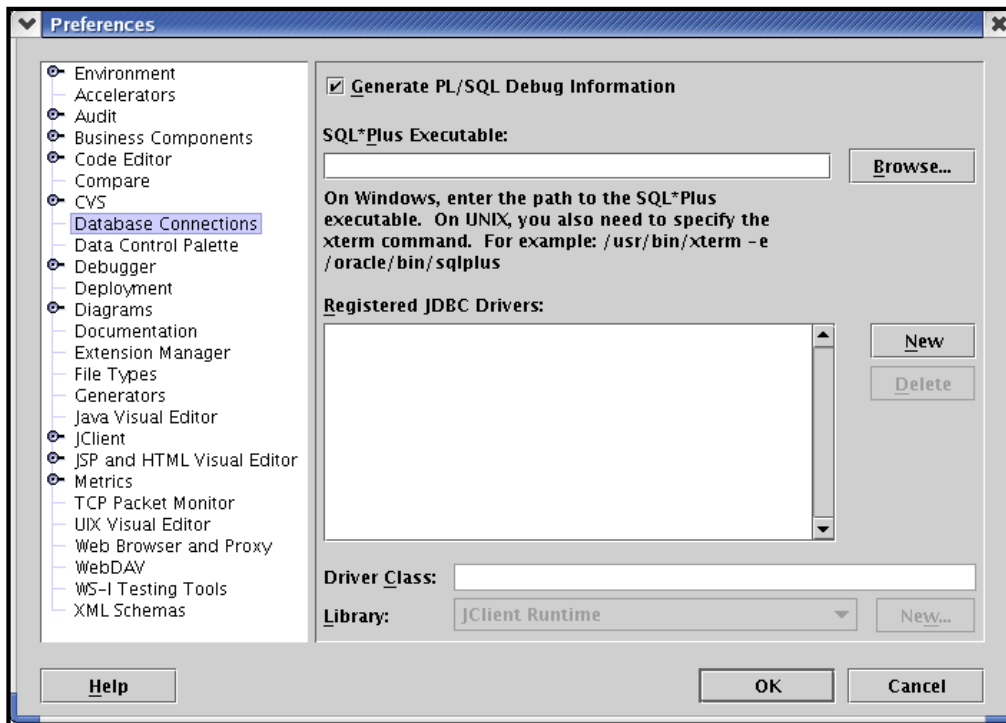 Preferences
Environment
Accelerators
Audit
Business Components
Code Editor
Compare
CVS
Database Connections
Data Control Palette
Debugger
Deployment
Diagrams
Documentation
Extension Manager
File Types
Generators
Java Visual Editor
JClient
JSP and HTML Visual Editor
Metrics
TCP Packet Monitor
UIX Visual Editor
Web Browser and Proxy
WebDAV
WS-I Testing Tools
XML Schemas
Generate PL/SQL Debug Information
SQL*Plus Executable:
Browse...
On Windows, enter the path to the SQL*Plus
executable. On UNIX, you also need to specify the
xterm command. For example: /usr/bin/xterm -e
/oracle/bin/sqlplus
Registered JDBC Drivers:
New
Delete
Driver Class:
Library:
JClient Runtime
New...
Help
OK
Cancel